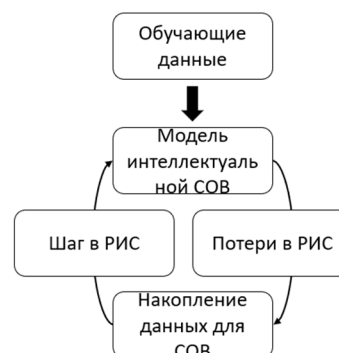 Обучающие
данные
Модель
интеллектуаль
ной СОВ
Шаг в РИС
Потери в РИС
Накопление
данных для
СОВ